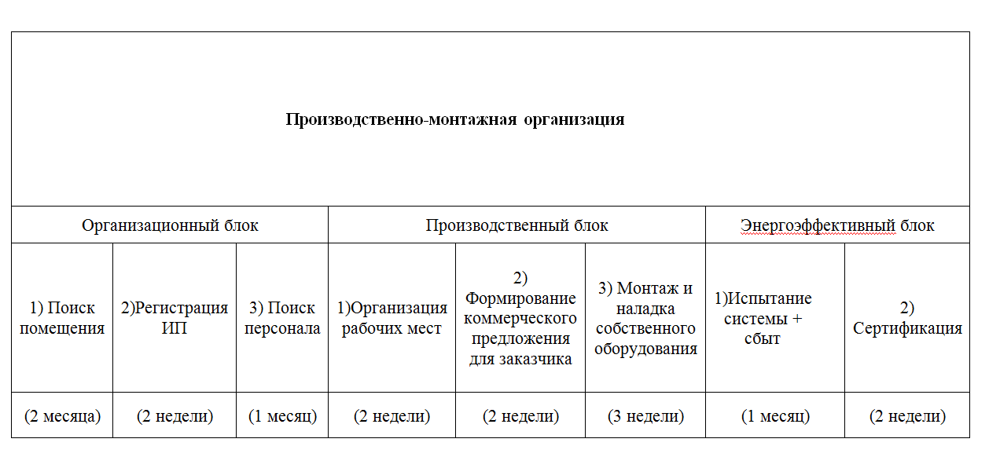 Производственно-монтажная организация
Организационный блок
Производственный блок
Энергоэффективный блок
1) Поиск
помещения
2)Регистрация
ИП
3) Поиск
персонала
1)Организация
рабочих мест
2)
Формирование
коммерческого
предложения
для заказчика
3) Монтаж и
наладка
собственного
оборудования
1)Испытание
системы +
сбыт
2)
Сертификация
(2 месяца)
(2 недели)
(1 месяц)
(2 недели)
(2 недели)
(3 недели)
(1 месяц)
(2 недели)